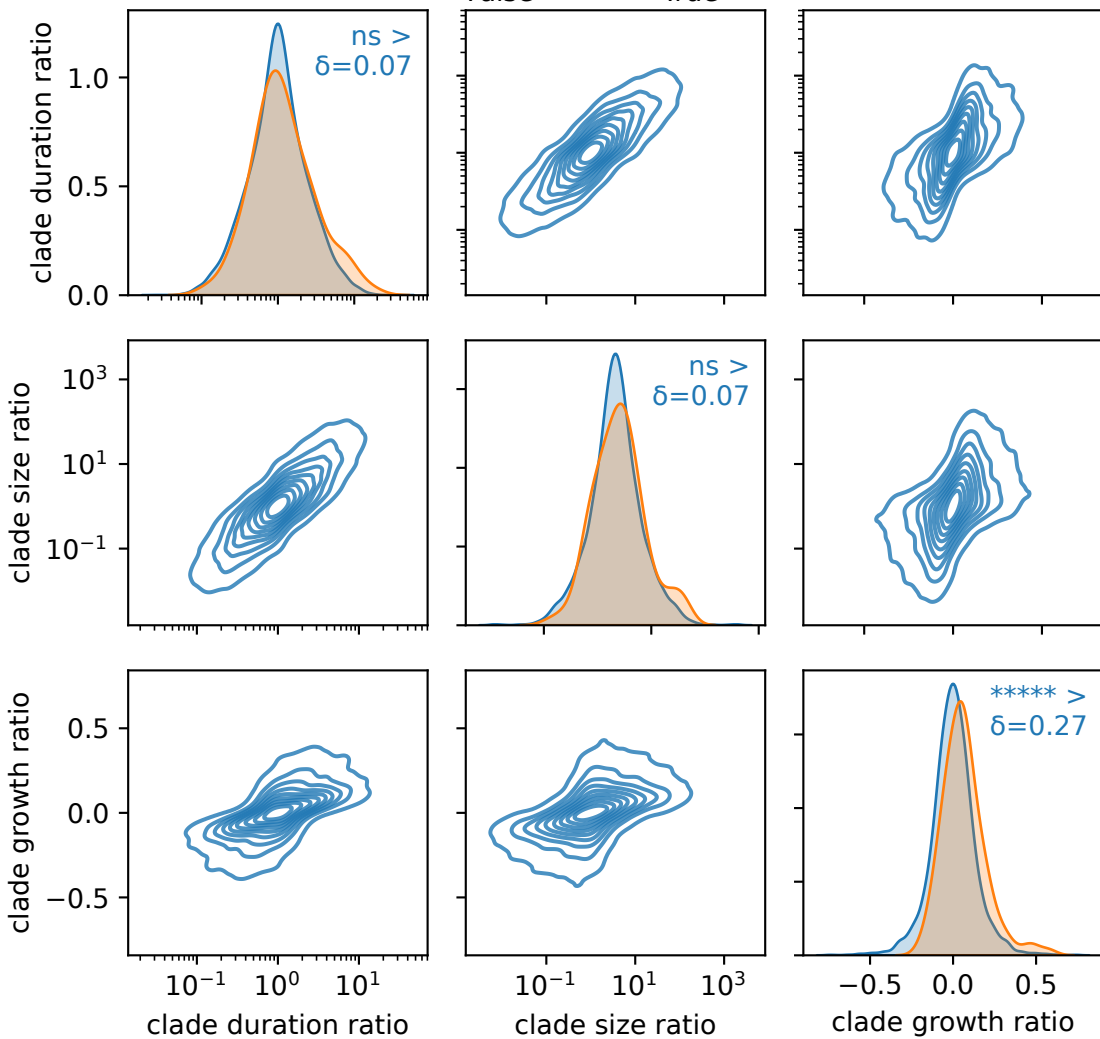 ns >
δ=0.07
clade duration ratio
1.0
0.5
0.0
ns >
δ=0.07
clade size ratio
10³
10¹
10⁻¹
***** >
δ=0.27
clade growth ratio
0.5
0.0
−0.5
10⁻¹ 10⁰ 10¹
10⁻¹ 10¹ 10³
−0.5 0.0 0.5
clade duration ratio
clade size ratio
clade growth ratio